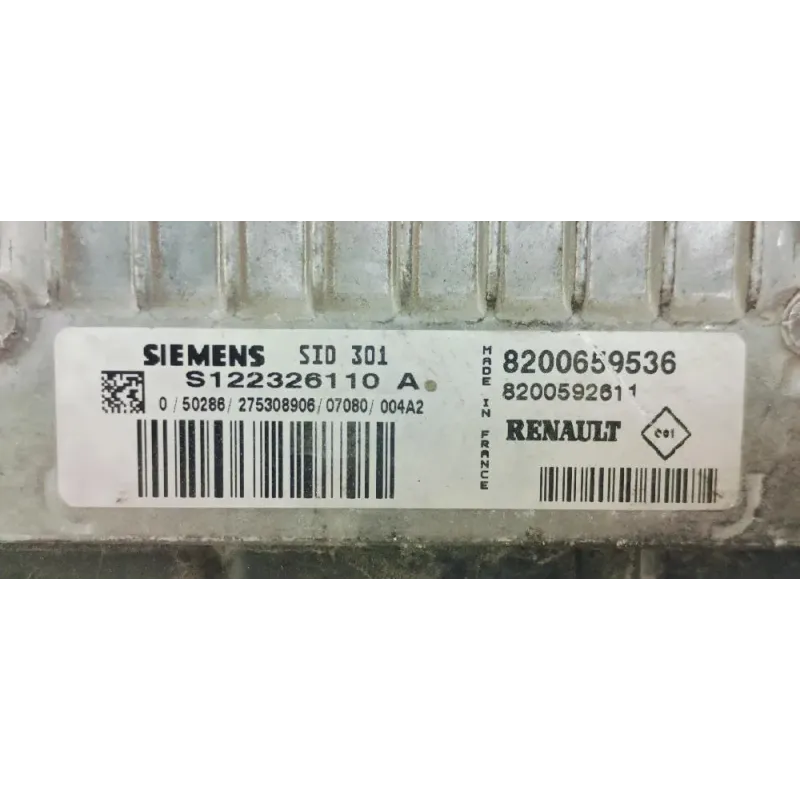 SIEMENS SID 301
S122326110 A
0/50286/275308906/07080/004A2
MADE IN FRANCE
8200659536
8200592611
RENAULT